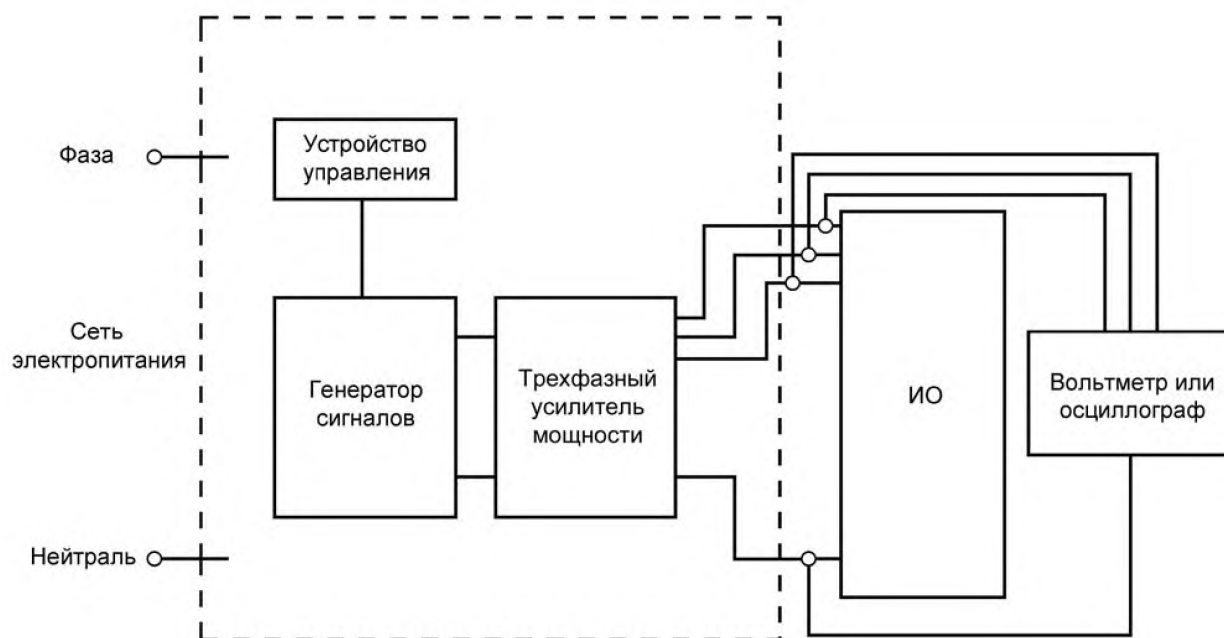 Устройство
управления
Фаза
Сеть
электропитания
Генератор
сигналов
Трехфазный
усилитель
мощности
ИО
Вольтметр или
осциллограф
Нейтраль